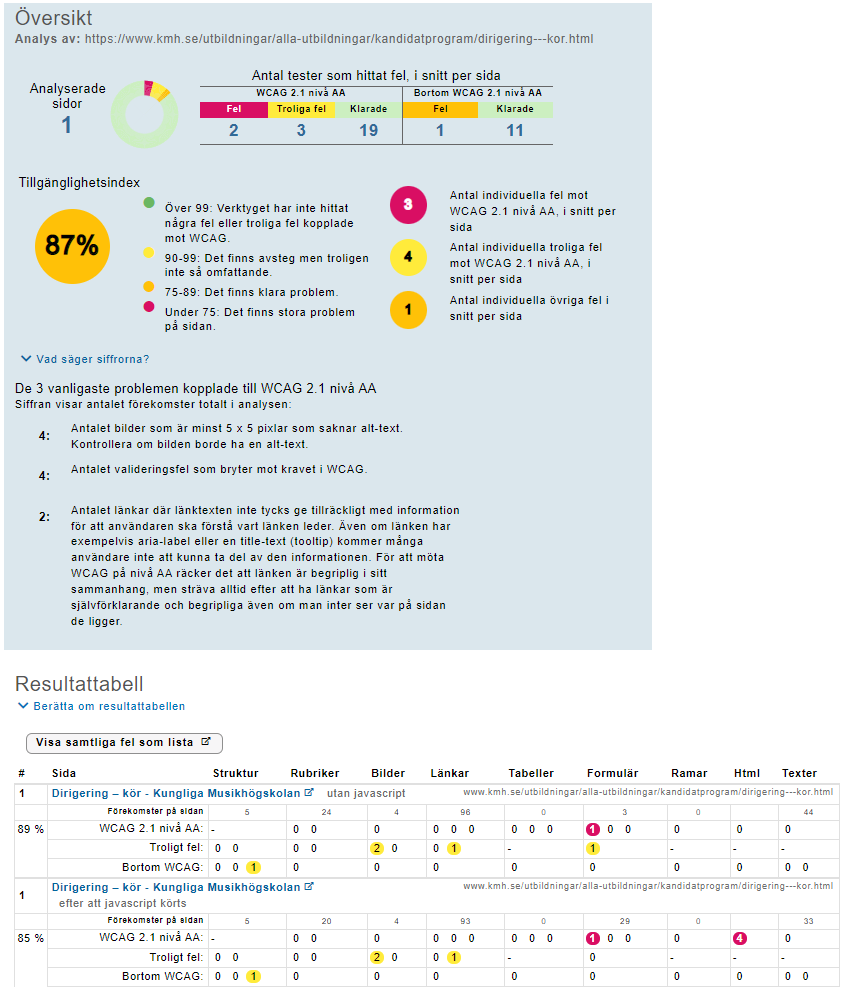 Översikt
Analys av: https://www.kmh.se/utbildningar/alla-utbildningar/kandidatprogram/dirigering---kor.html
Analyserade
sidor
1
Antal tester som hittat fel, i snitt per sida
WCAG 2.1 nivå AA Bortom WCAG 2.1 nivå AA
Fel Troliga fel Klarade Fel Klarade
2 3 19 1 11
Tillgänglighetsindex
87%
Över 99: Verktyget har inte hittat
några fel eller troliga fel kopplade
mot WCAG.
90-99: Det finns avsteg men troligen
inte så omfattande.
75-89: Det finns klara problem.
Under 75: Det finns stora problem
på sidan.
3
Antal individuella fel mot
WCAG 2.1 nivå AA, i snitt per
sida
4
Antal individuella troliga fel
mot WCAG 2.1 nivå AA, i
snitt per sida
1
Antal individuella övriga fel i
snitt per sida
Vad säger siffrorna?
De 3 vanligaste problemen kopplade till WCAG 2.1 nivå AA
Siffran visar antalet förekomster totalt i analysen:
4: Antalet bilder som är minst 5 x 5 pixlar som saknar alt-text.
Kontrollera om bilden borde ha en alt-text.
4: Antalet valideringsfel som bryter mot kravet i WCAG.
2: Antalet länkar där länktexten inte tycks ge tillräckligt med information
för att användaren ska förstå vart länken leder. Även om länken har
exempelvis aria-label eller en title-text (tooltip) kommer många
användare inte att kunna ta del av den informationen. För att möta
WCAG på nivå AA räcker det att länken är begriplig i sitt
sammanhang, men sträva alltid efter att ha länkar som är
självförklarande och begripliga även om man inter ser var på sidan
de ligger.
Resultattabell
Berätta om resultattabellen
Visa samtliga fel som lista
# Sida Struktur Rubriker Bilder Länkar Tabeller Formulär Ramar Html Texter
1 Dirigering – kör - Kungliga Musikhögskolan utan javascript www.kmh.se/utbildningar/alla-utbildningar/kandidatprogram/dirigering---kor.html
Förekomster på sidan 5 24 4 96 0 3 0 44
89 % WCAG 2.1 nivå AA: - 0 0 0 0 0 0 0 0 0 1 0 0 0 0 0
Troligt fel: 0 0 - 2 0 0 1 - 1 - - -
Bortom WCAG: 0 0 1 0 0 0 0 0 0 0 0 0
1 Dirigering – kör - Kungliga Musikhögskolan www.kmh.se/utbildningar/alla-utbildningar/kandidatprogram/dirigering---kor.html
efter att javascript körts
Förekomster på sidan 5 20 4 93 0 29 0 33
85 % WCAG 2.1 nivå AA: - 0 0 0 0 0 0 0 0 0 1 0 0 0 4 0
Troligt fel: 0 0 - 2 0 0 1 - 0 - - -
Bortom WCAG: 0 0 1 0 0 0 0 0 0 0 0 0